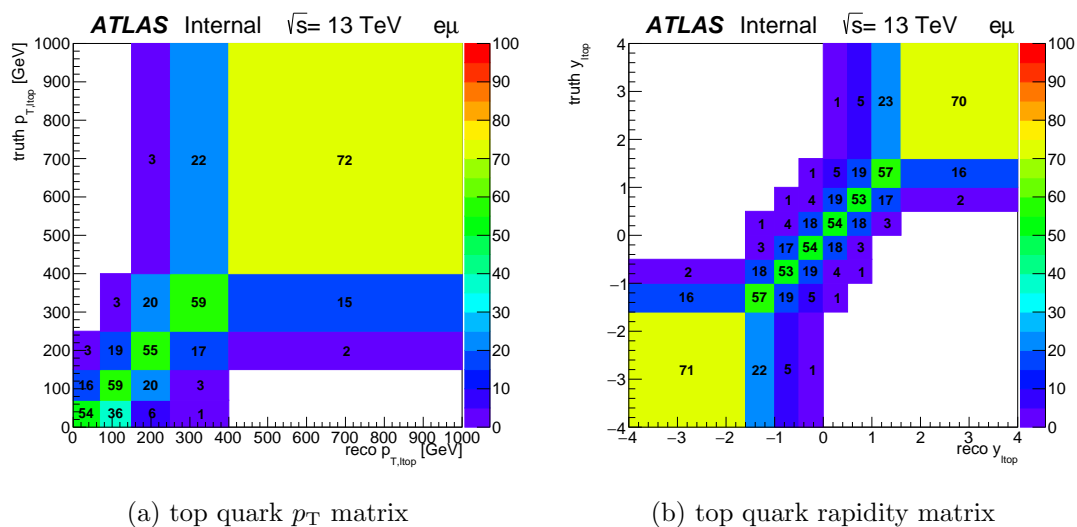 ATLAS Internal √s= 13 TeV eμ
truth p_T,ltop [GeV]
1000
900
800
700
600
500
400
300
200
100
0
3 22 72
3 20 59 15
3 19 55 17 2
16 59 20 3
54 36 6 1
0 100 200 300 400 500 600 700 800 900 1000
reco p_T,ltop [GeV]
100
90
80
70
60
50
40
30
20
10
0
(a) top quark p_T matrix
ATLAS Internal √s= 13 TeV eμ
truth y_ltop
4
3
2
1
0
−1
−2
−3
−4
1 5 23 70
1 5 19 57 16
1 4 19 53 17 2
1 4 18 54 18 3
3 17 54 18 3
2 18 53 19 4 1
16 57 19 5 1
71 22 5 1
−4 −3 −2 −1 0 1 2 3 4
reco y_ltop
100
90
80
70
60
50
40
30
20
10
0
(b) top quark rapidity matrix